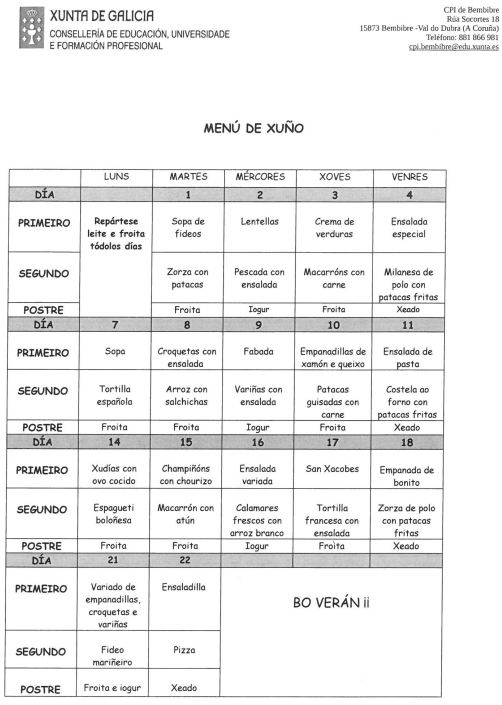 XUNTA DE GALICIA
CONSELLERÍA DE EDUCACIÓN, UNIVERSIDADE
E FORMACIÓN PROFESIONAL
CPI de Bembibre
Rúa Socortes 18
15873 Bembibre -Val do Dubra (A Coruña)
Teléfono: 881 866 981
cpi.bembibre@edu.xunta.es
MENÚ DE XUÑO
LUNS MARTES MÉRCORES XOVES VENRES
DÍA 1 2 3 4
PRIMEIRO Repártese Sopa de Lentellas Crema de Ensalada
leite e froita fideos verduras especial
tódolos días
SEGUNDO Zorza con Pescada con Macarróns con Milanesa de
patacas ensalada carne polo con
patacas fritas
POSTRE Froita Iogur Froita Xeado
DÍA 7 8 9 10 11
PRIMEIRO Sopa Croquetas con Fabada Empanadillas de Ensalada de
ensalada xamón e queixo pasta
SEGUNDO Tortilla Arroz con Variñas con Patacas Costela ao
española salchichas ensalada guisadas con forno con
carne patacas fritas
POSTRE Froita Froita Iogur Froita Xeado
DÍA 14 15 16 17 18
PRIMEIRO Xudías con Champiñóns Ensalada San Xacobes Empanada de
ovo cocido con chourizo variada bonito
SEGUNDO Espagueti Macarrón con Calamares Tortilla Zorza de polo
boloñesa atún frescos con francesa con con patacas
arroz branco ensalada fritas
POSTRE Froita Froita Iogur Froita Xeado
DÍA 21 22
PRIMEIRO Variado de Ensaladilla BO VERÁN ¡¡
empanadillas,
croquetas e
variñas
SEGUNDO Fideo Pizza
mariñeiro
POSTRE Froita e iogur Xeado